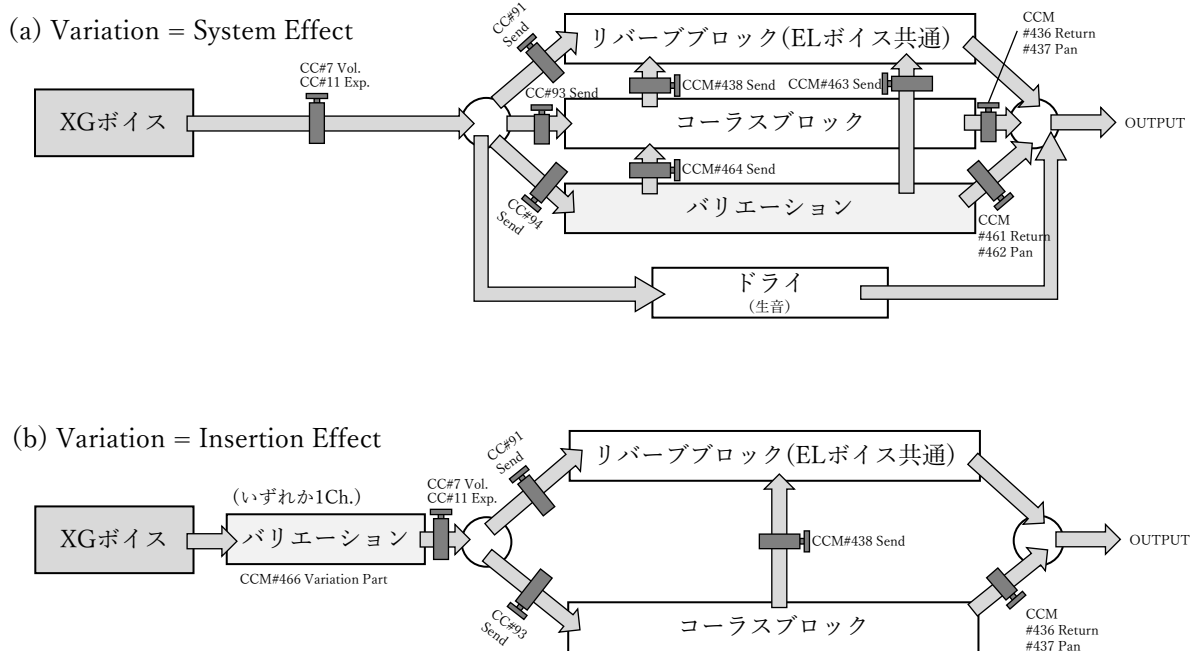 (a) Variation = System Effect
XGボイス
CC#7 Vol.
CC#11 Exp.
CC#91
Send
CC#93 Send
CC#94
Send
リバーブブロック(ELボイス共通)
CCM#438 Send
CCM#463 Send
コーラスブロック
CCM#464 Send
バリエーション
ドライ
(生音)
CCM
#436 Return
#437 Pan
CCM
#461 Return
#462 Pan
OUTPUT
(b) Variation = Insertion Effect
XGボイス
(いずれか1Ch.)
バリエーション
CCM#466 Variation Part
CC#7 Vol.
CC#11 Exp.
CC#91
Send
CC#93
Send
リバーブブロック(ELボイス共通)
CCM#438 Send
コーラスブロック
CCM
#436 Return
#437 Pan
OUTPUT